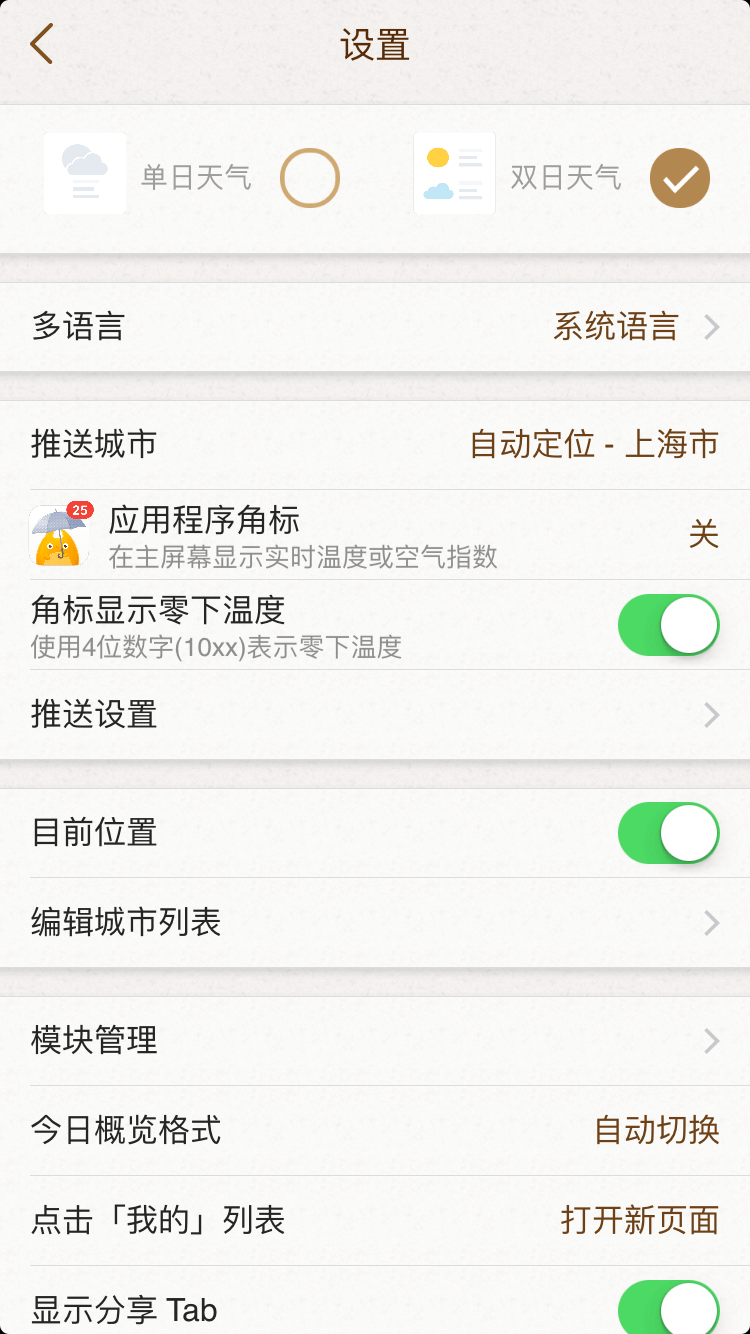 设置
单日天气
双日天气
多语言
系统语言
推送城市
自动定位 - 上海市
25
应用程序角标
在主屏幕显示实时温度或空气指数
关
角标显示零下温度
使用4位数字(10xx)表示零下温度
推送设置
目前位置
编辑城市列表
模块管理
今日概览格式
自动切换
点击「我的」列表
打开新页面
显示分享 Tab